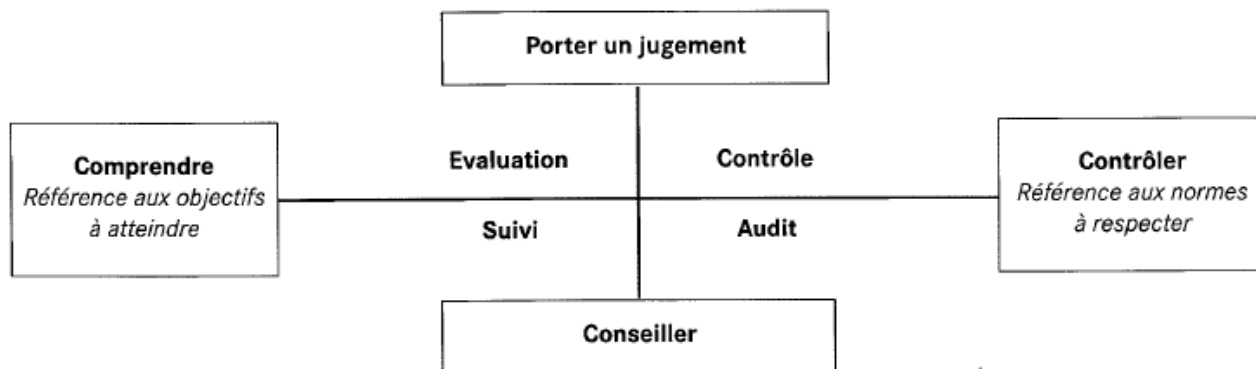 Porter un jugement
Comprendre
Référence aux objectifs
à atteindre
Evaluation
Contrôle
Contrôler
Référence aux normes
à respecter
Suivi
Audit
Conseiller